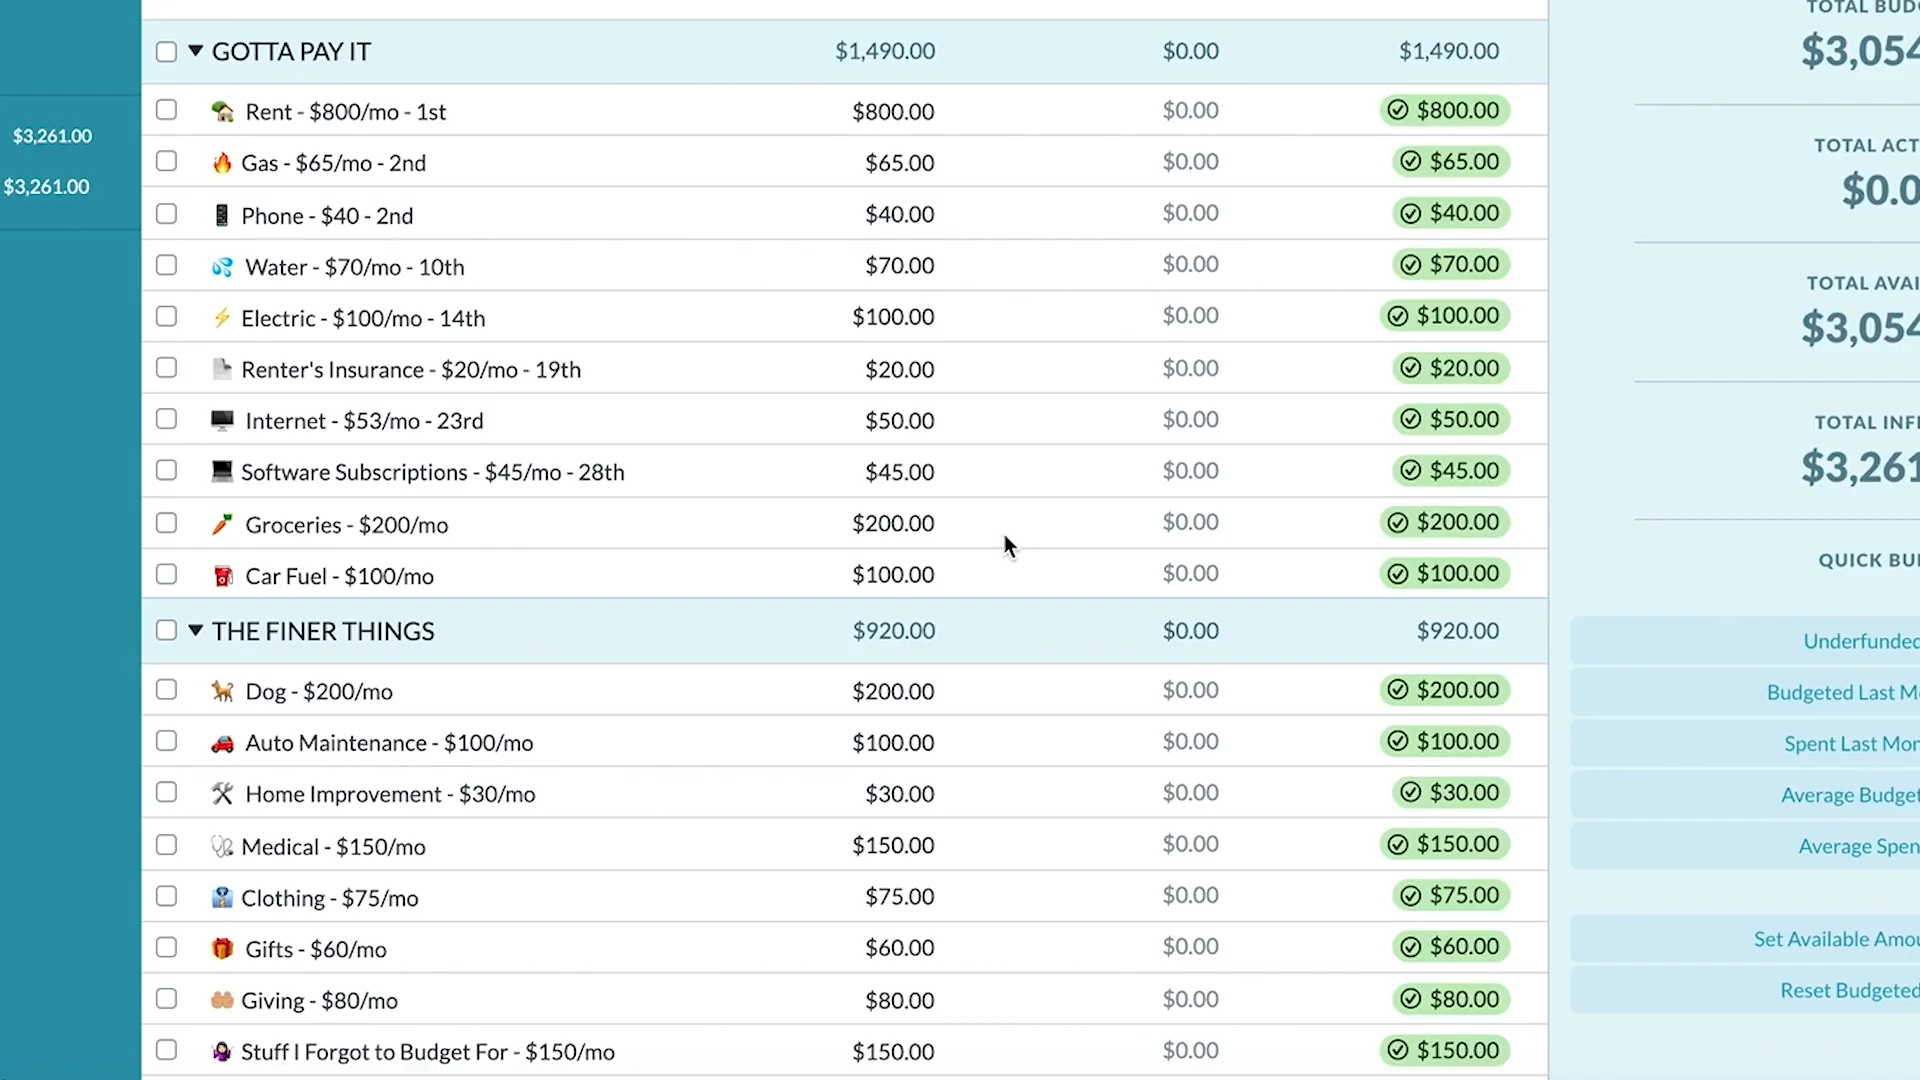 TOTAL
$3,054
GOTTA PAY IT $1,490.00 $0.00 $1,490.00
Rent - $800/mo - 1st $800.00 $0.00 $800.00
$3,261.00
TOTAL
Gas - $65/mo - 2nd $65.00 $0.00 $65.00
$3,261.00
$0.0
Phone - $40 - 2nd $40.00 $0.00 $40.00
Water - $70/mo - 10th $70.00 $0.00 $70.00
TOTAL
Electric - $100/mo - 14th $100.00 $0.00 $100.00
$3,054
Renter's Insurance - $20/mo - 19th $20.00 $0.00 $20.00
Internet - $53/mo - 23rd $50.00 $0.00 $50.00
TOTAL
Software Subscriptions - $45/mo - 28th $45.00 $0.00 $45.00
$3,261
Groceries - $200/mo $200.00 $0.00 $200.00
QUICK
Car Fuel - $100/mo $100.00 $0.00 $100.00
THE FINER THINGS $920.00 $0.00 $920.00
Underfunded
Dog - $200/mo $200.00 $0.00 $200.00
Budgeted Last
Auto Maintenance - $100/mo $100.00 $0.00 $100.00
Spent Last
Home Improvement - $30/mo $30.00 $0.00 $30.00
Average
Medical - $150/mo $150.00 $0.00 $150.00
Average
Clothing - $75/mo $75.00 $0.00 $75.00
Gifts - $60/mo $60.00 $0.00 $60.00
Set Available
Giving - $80/mo $80.00 $0.00 $80.00
Reset Budgeted
Stuff I Forgot to Budget For - $150/mo $150.00 $0.00 $150.00